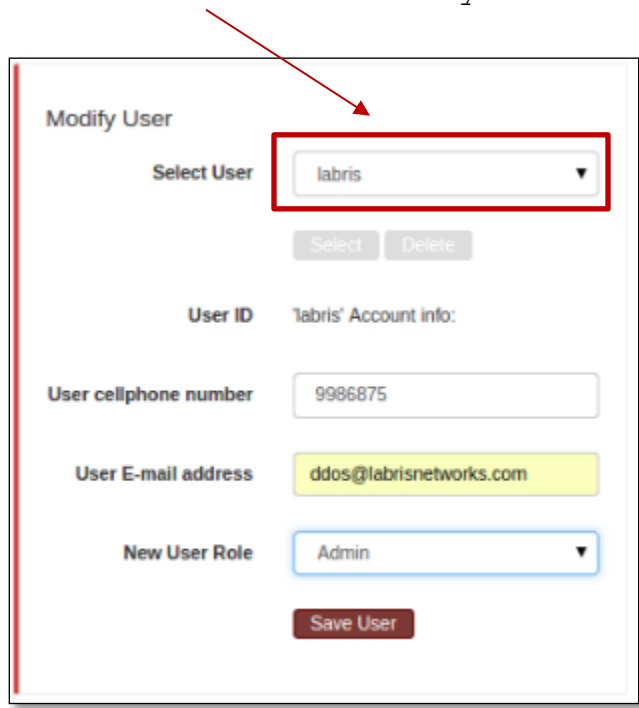 Modify User
Select User labris
Select Delete
User ID 'labris' Account info:
User cellphone number 9986875
User E-mail address ddos@labrisnetworks.com
New User Role Admin
Save User